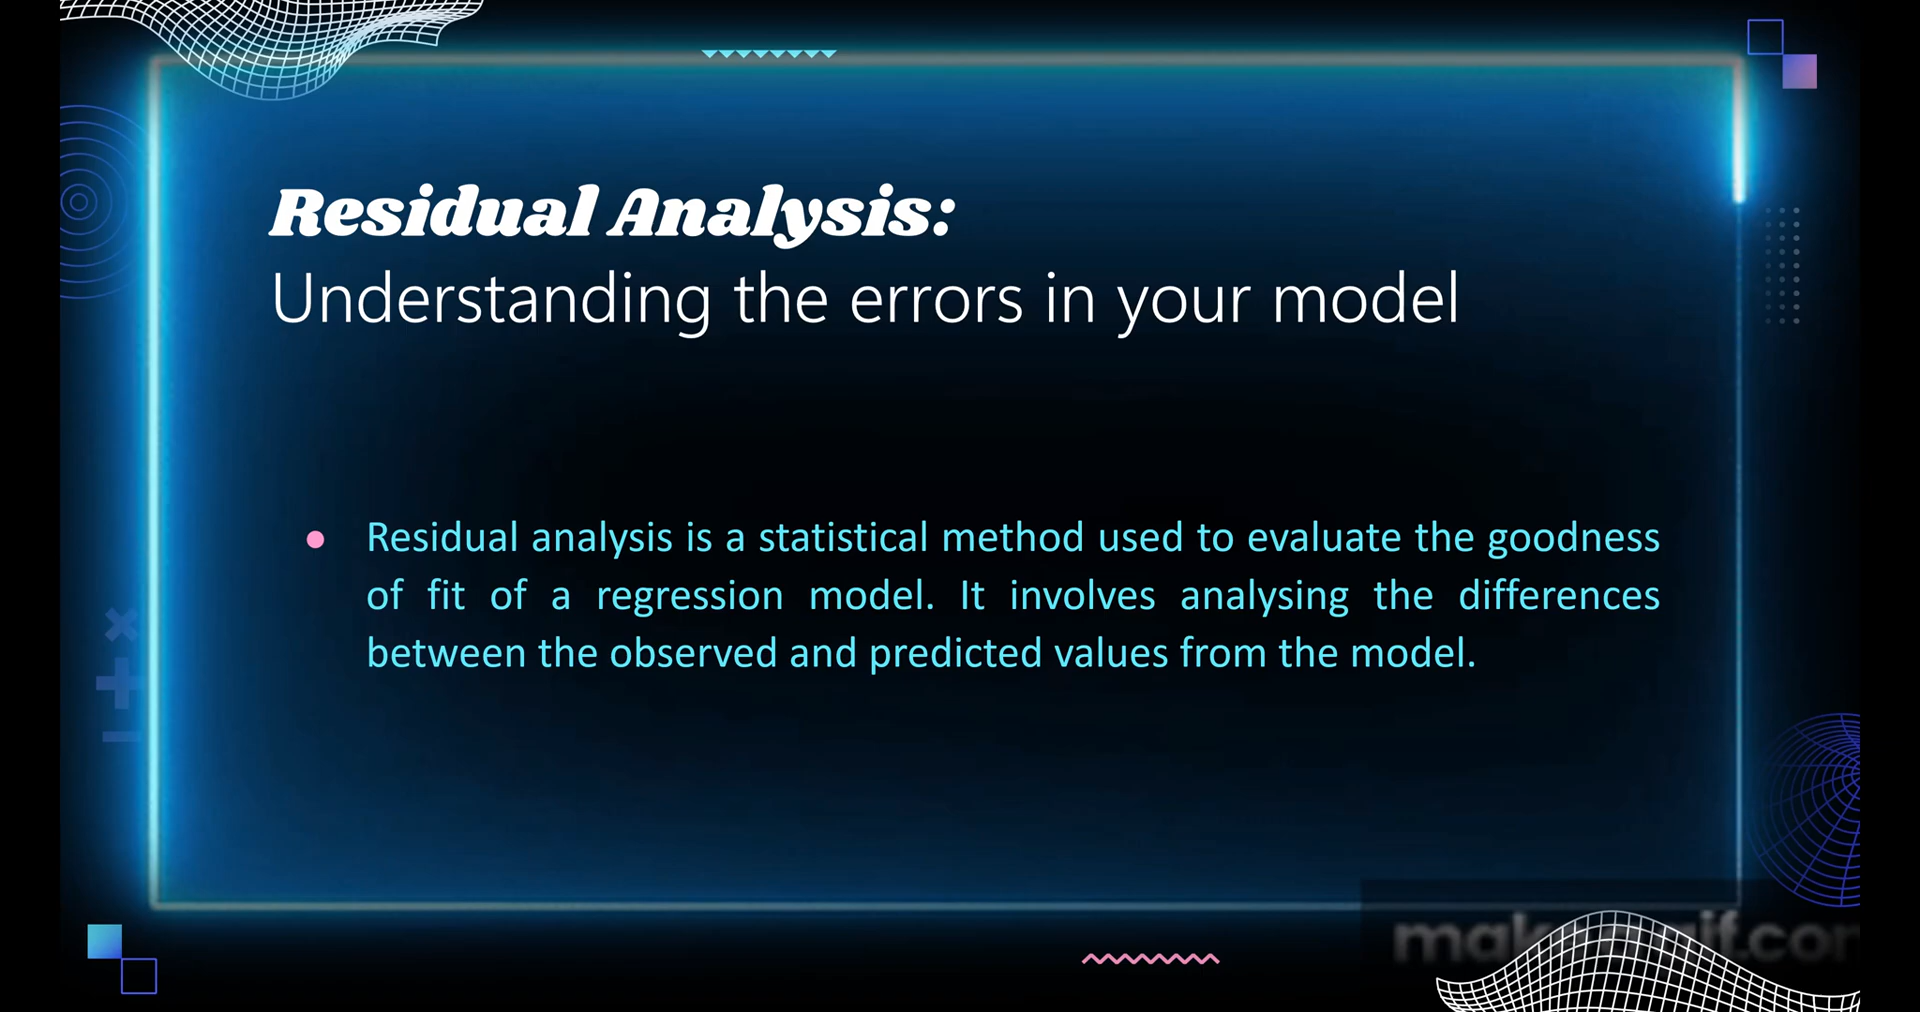 Residual Analysis:
Understanding the errors in your model
Residual analysis is a statistical method used to evaluate the goodness
of fit of a regression model. It involves analysing the differences
between the observed and predicted values from the model.